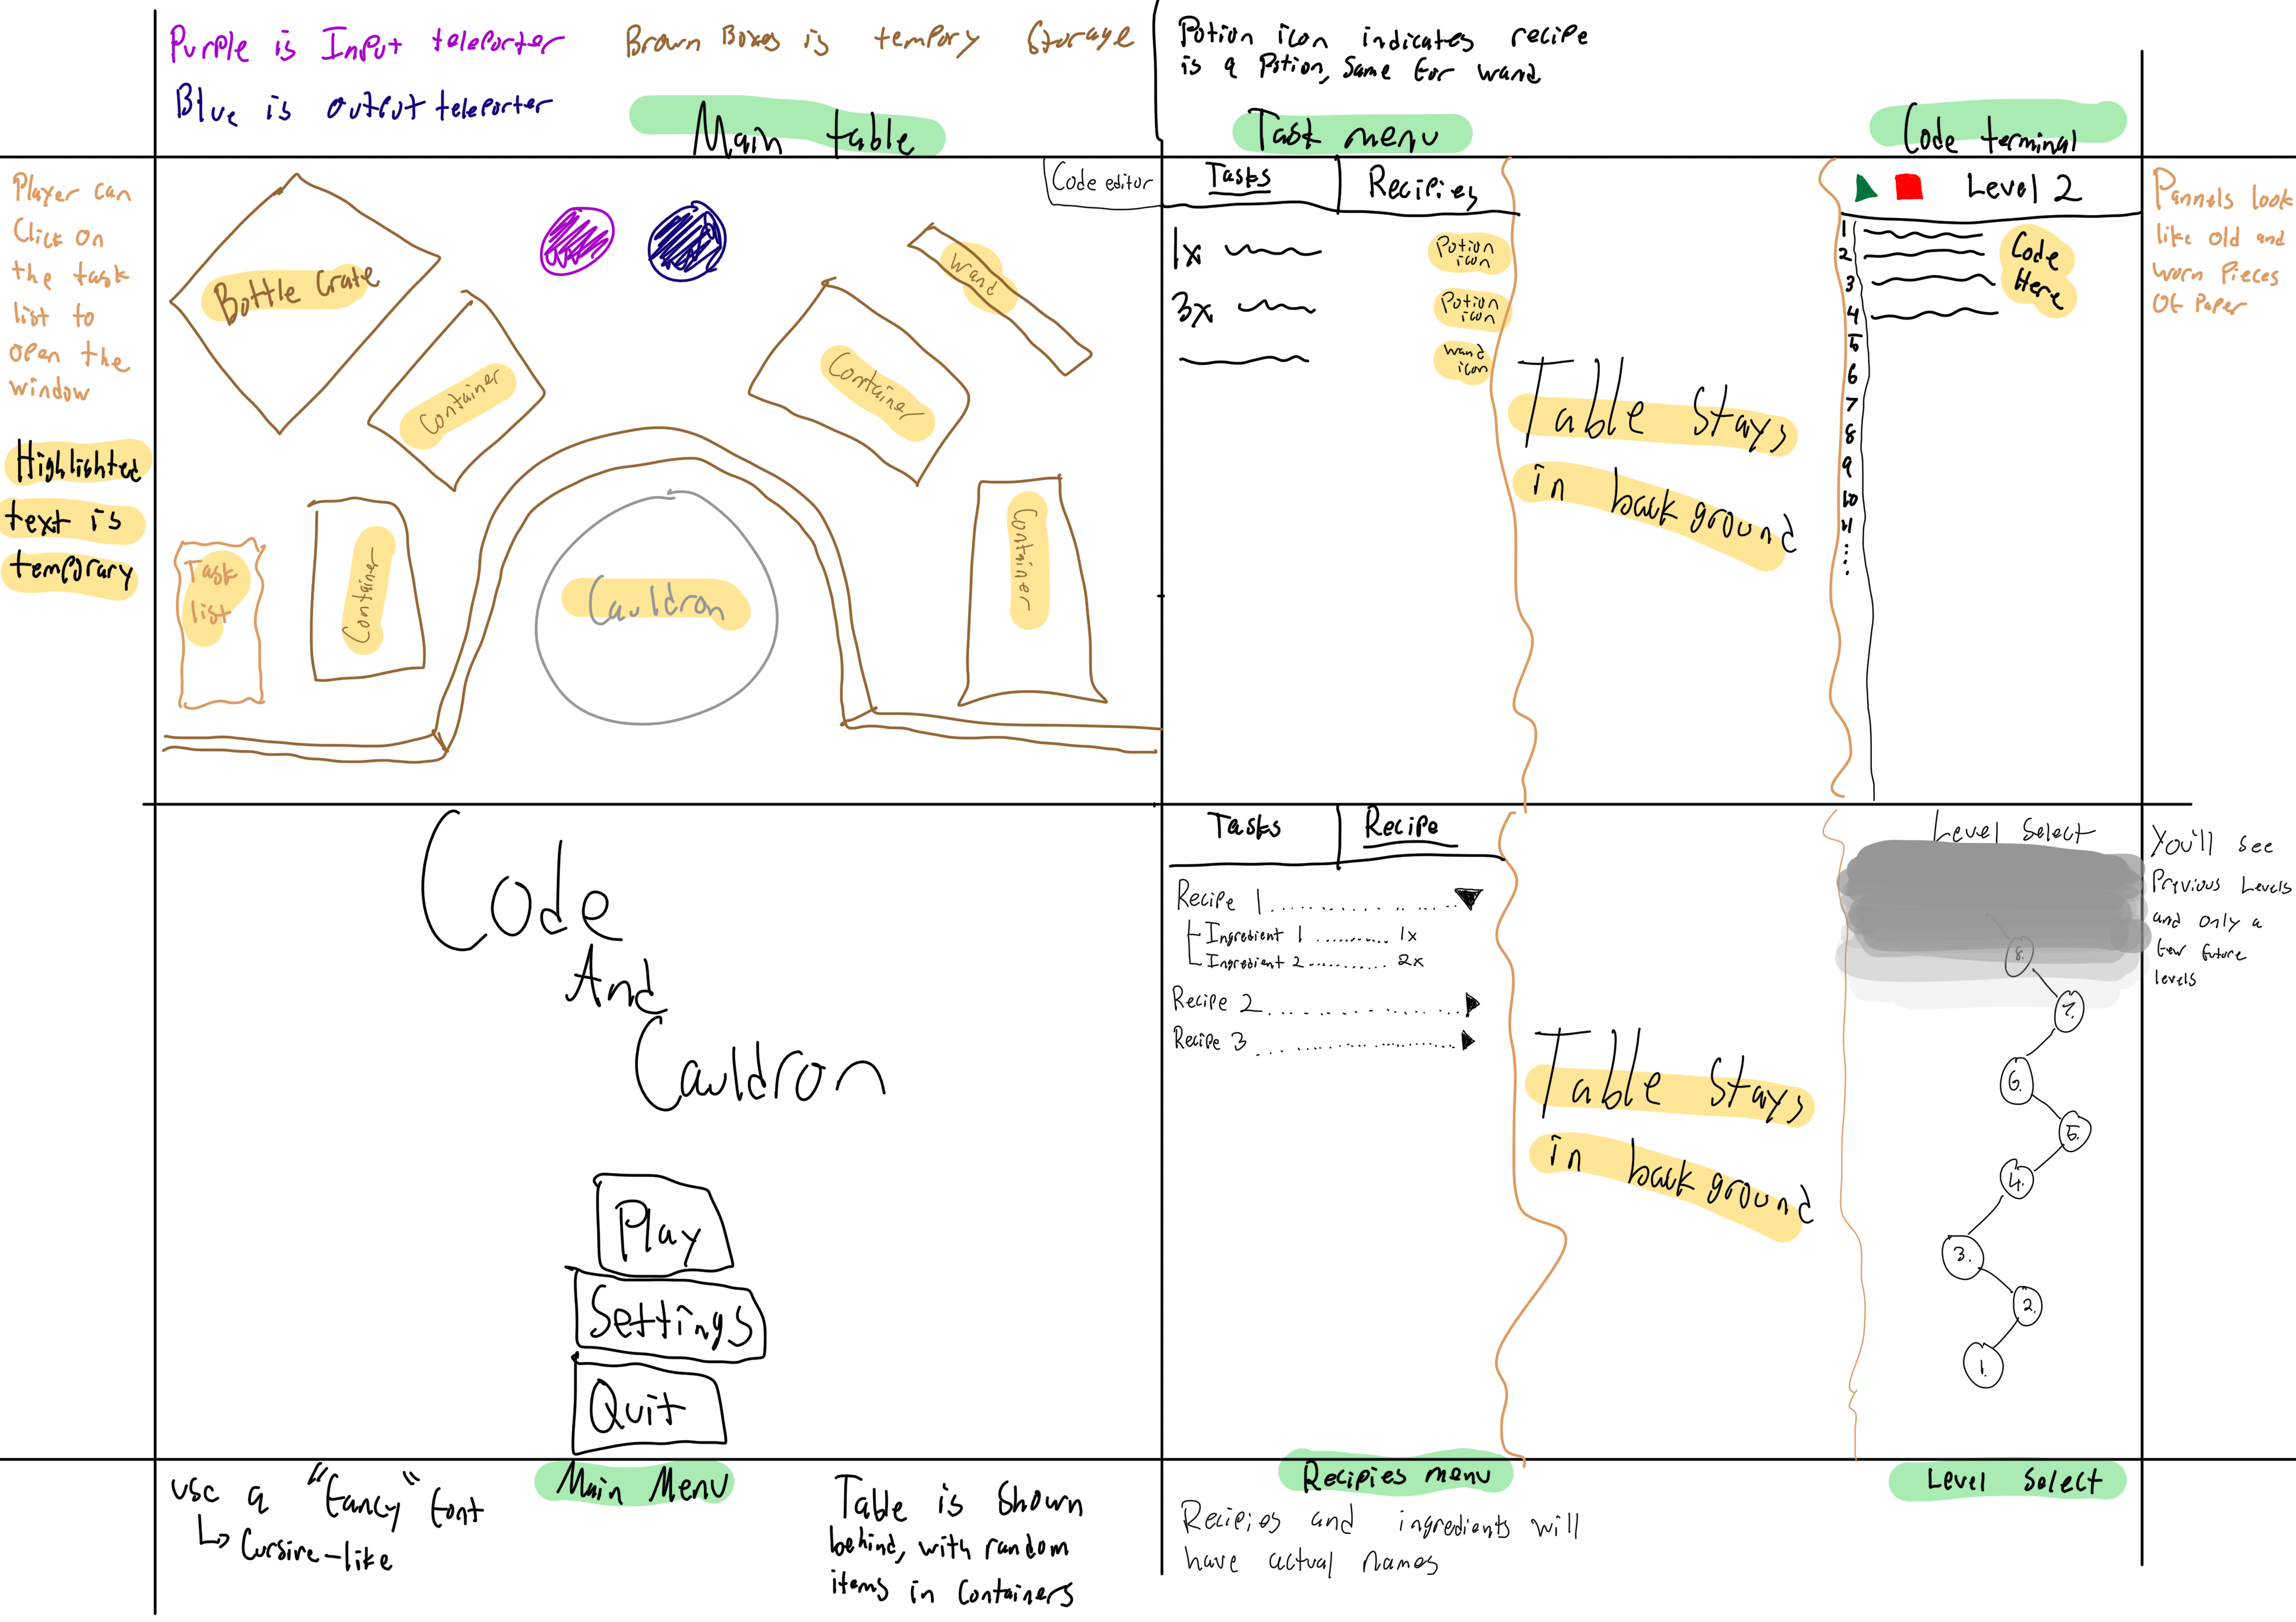 Purple is Input teleporter
Blue is output teleporter
Brown Boxes is tempory Storage
Main table
Potion icon indicates recipe
is a Potion, Same for wand
Task menu
Code terminal
Player can
Click on
the task
list to
open the
window
Highlighted
text is
temporary
Bottle Crate
Container
Container
Task
list
Cauldron
Container
Wand
Container
Code editor
Tasks
Recipies
1x
Potion
icon
3x
Potion
icon
wand
icon
Table Stays
in background
Level 2
1
2
3
4
5
6
7
8
9
10
11
Code
Here
Pannels look
like old and
worn Pieces
Of Paper
Code
And
Cauldron
Play
Settings
Quit
Main Menu
use a "fancy" font
Cursive-like
Table is Shown
behind, with random
items in Containers
Tasks
Recipe
Recipe 1
Ingredient 1 ........... 1x
Ingredient 2 ........... 2x
Recipe 2
Recipe 3
Table Stays
in background
Recipies menu
Recipies and ingredients will
have actual names
Level Select
8.
7.
6.
5.
4.
3.
2.
1.
Level Select
You'll see
Previous Levels
and only a
few future
levels